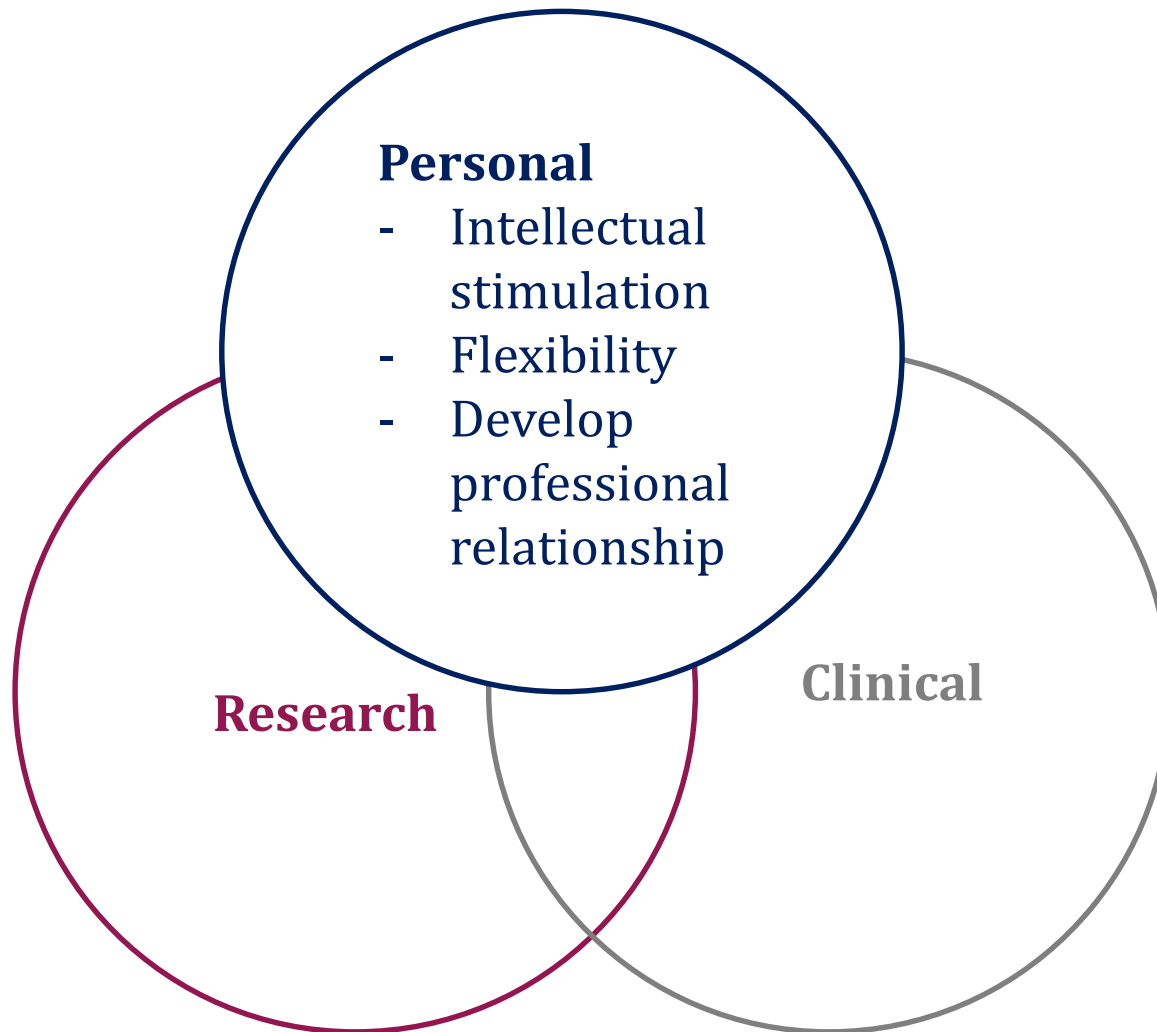 Personal
- Intellectual
stimulation
- Flexibility
- Develop
professional
relationship
Research
Clinical